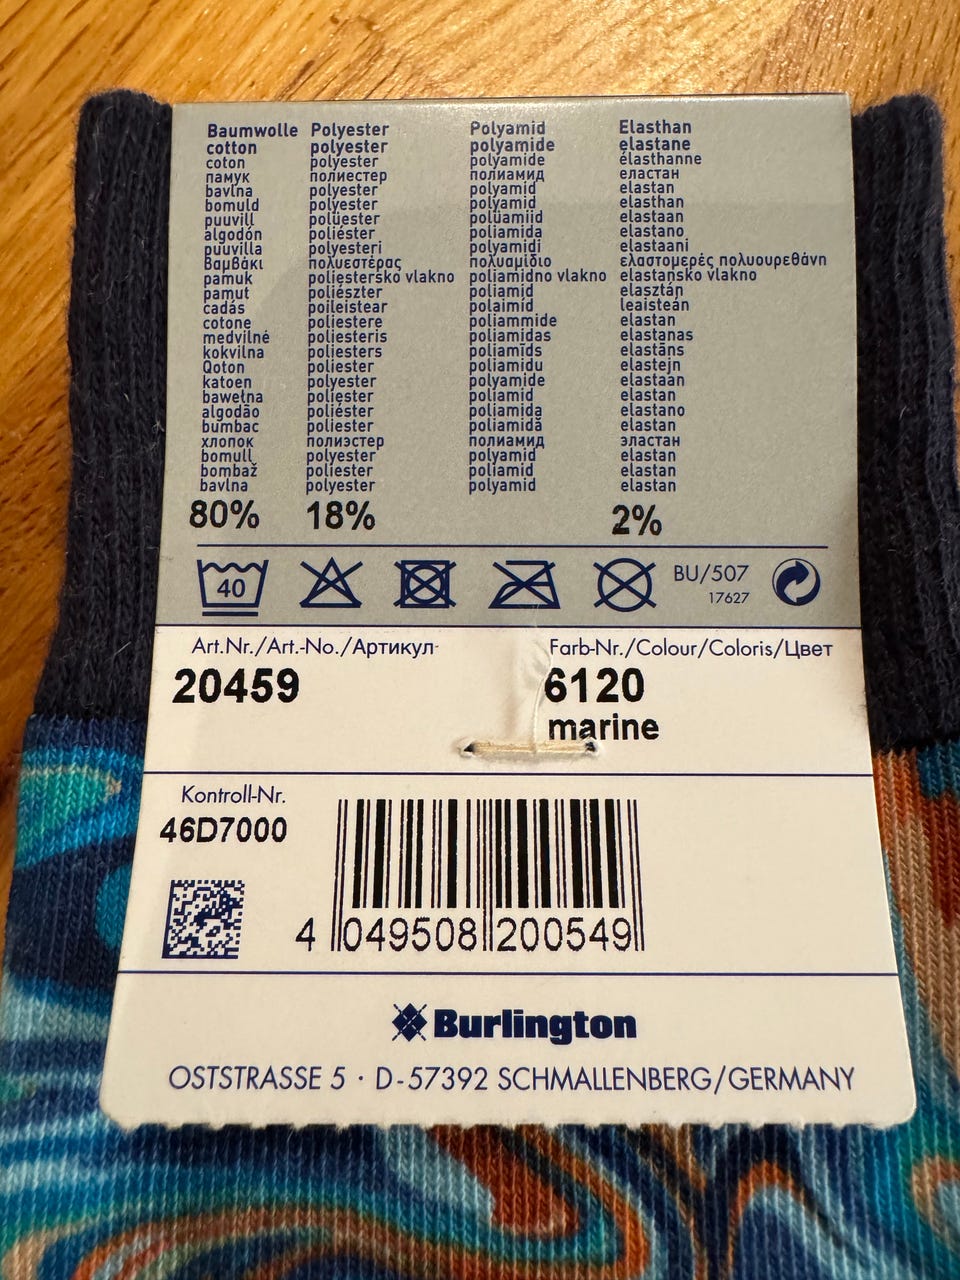 Baumwolle Polyester Polyamid Elasthan
cotton polyester polyamide elastane
coton polyester polyamide élasthanne
памук полиестер полиамид еластан
bavlna polyester polyamid elastan
bomuld polyester polyamid elasthan
puuvill polüester polüamiid elastaan
algodón poliéster poliamida elastano
puuvilla polyesteri polyamidi elastaani
βαμβάκι πολυεστέρας πολυαμίδιο ελαστομερές πολυουρεθάνη
pamuk poliestersko vlakno poliamidno vlakno elastansko vlakno
pamut poliészter poliamid elasztán
cadás poileistear polaimid leaisteán
cotone poliestere poliammide elastan
medvilnė poliesteris poliamidas elastanas
kokvilna poliesters poliamīds elastāns
Qoton poliester poliamidu elastejn
katoen polyester polyamide elastaan
bawełna poliester poliamid elastan
algodão poliéster poliamida elastano
bumbac poliester poliamidă elastan
хлопок полиэстер полиамид эластан
bomull polyester polyamid elastan
bombaž poliester poliamid elastan
bavlna polyester polyamid elastan
80% 18% 2%
40 BU/507
17627
Art.Nr./Art.-No./Артикул- Farb-Nr./Colour/Coloris/Цвет
20459 6120
marine
Kontroll-Nr.
46D7000
4 049508 200549
Burlington
OSTSTRASSE 5 · D-57392 SCHMALLENBERG/GERMANY